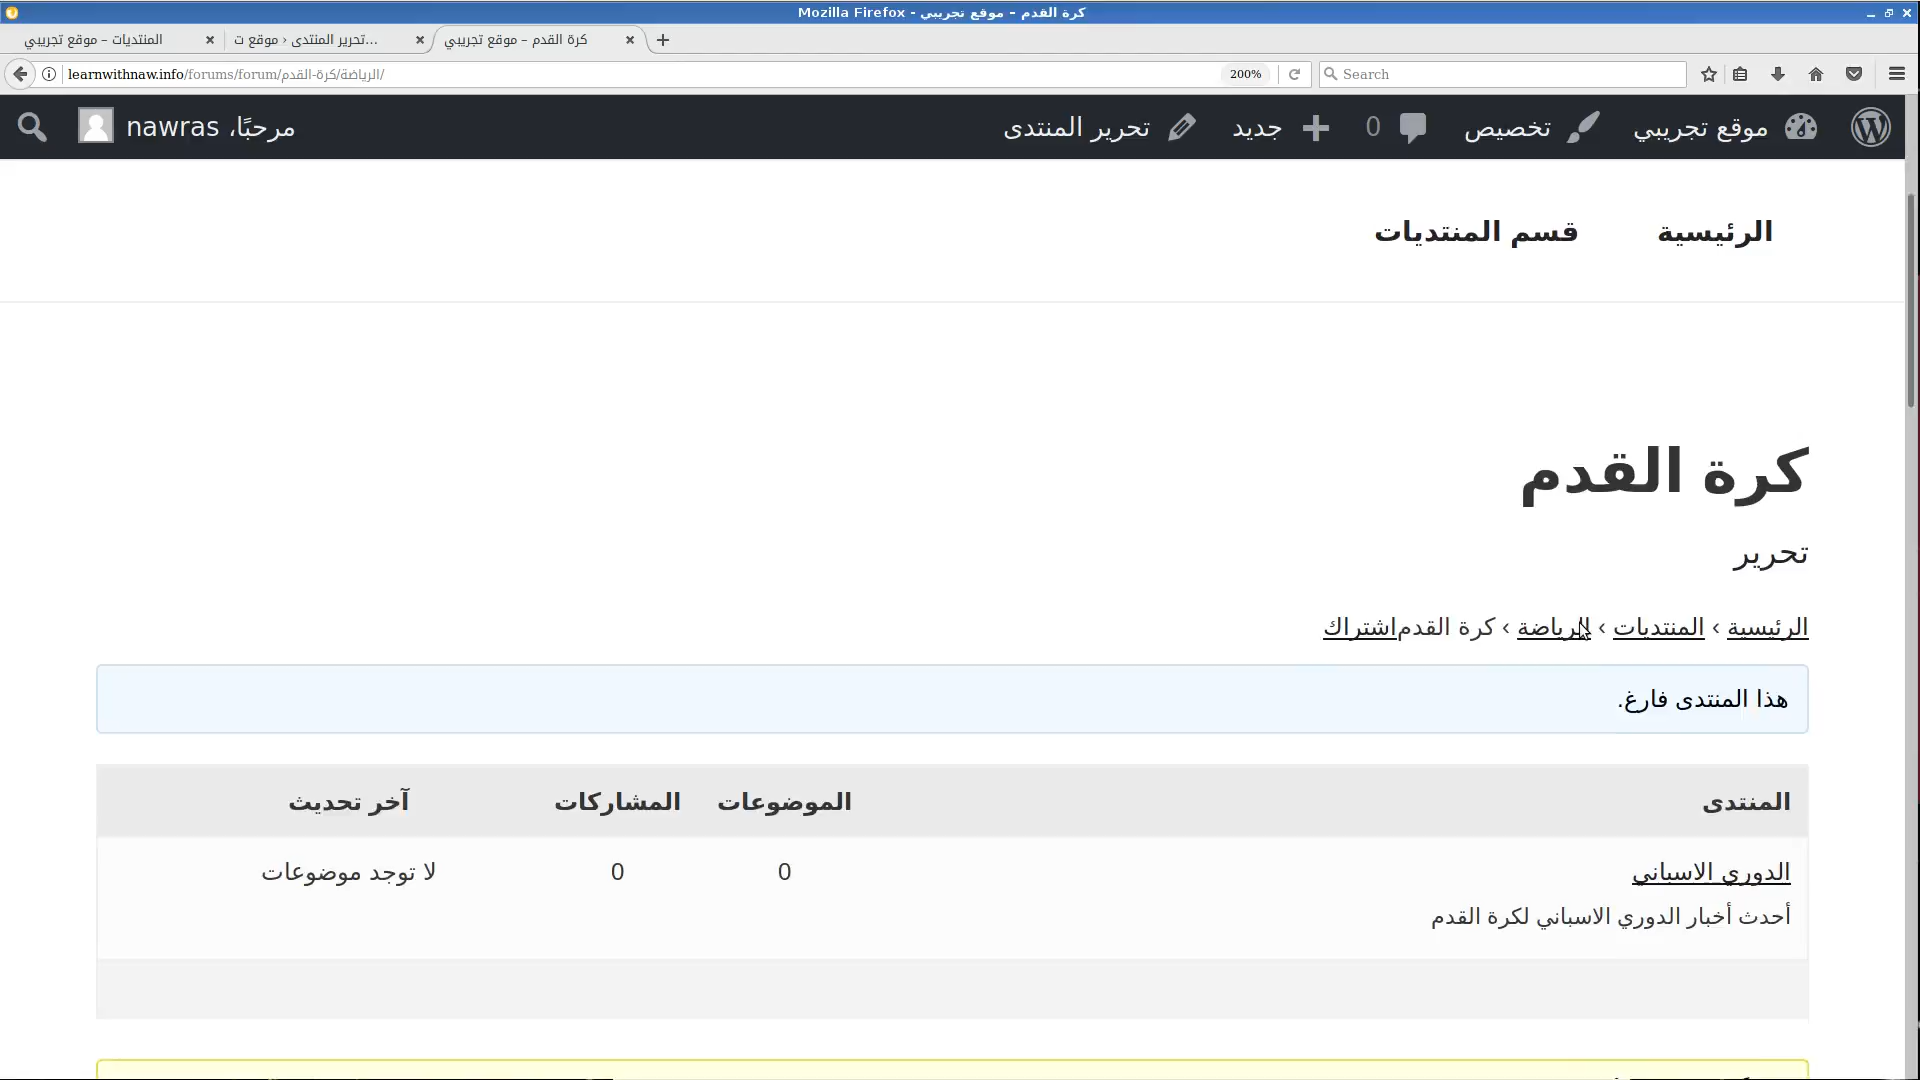 كرة القدم – موقع تجريبي - Mozilla Firefox
المنتديات – موقع تجريبي
تحرير المنتدى ‹ موقع ت...
كرة القدم – موقع تجريبي
learnwithnaw.info/forums/forum/الرياضة/كرة-القدم/
200%
Search
موقع تجريبي
تخصيص
0
جديد
تحرير المنتدى
مرحبًا، nawras
الرئيسية
قسم المنتديات
كرة القدم
تحرير
الرئيسية › المنتديات › الرياضة › كرة القدماشتراك
هذا المنتدى فارغ.
المنتدى الموضوعات المشاركات آخر تحديث
الدوري الاسباني 0 0 لا توجد موضوعات
أحدث أخبار الدوري الاسباني لكرة القدم